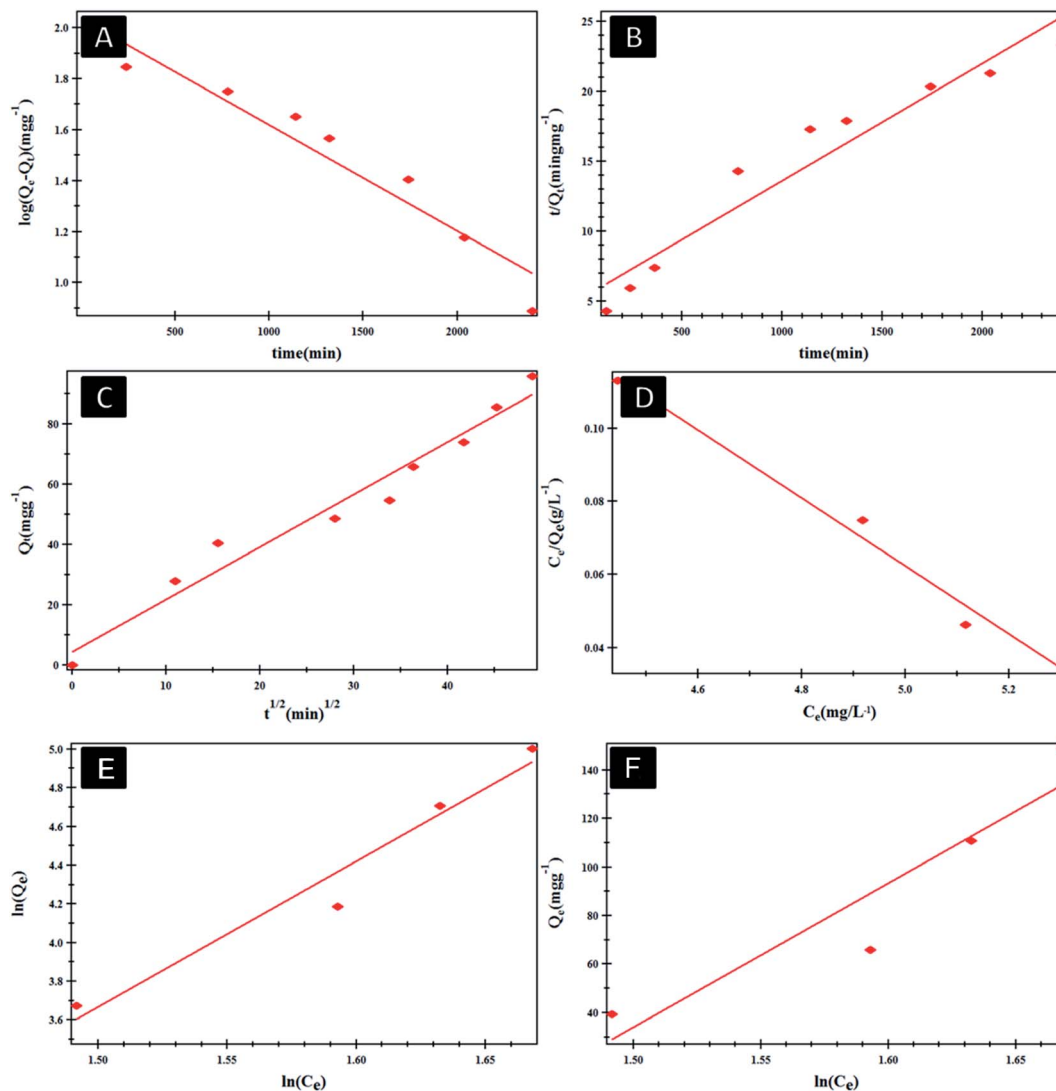 A
2.0
1.8
1.6
1.4
1.2
1.0
log(Qe-Qt)(mgg-1)
500 1000 1500 2000
time(min)
B
25
20
15
10
5
t/Qt(mingmg-1)
500 1000 1500 2000
time(min)
C
80
60
40
20
0
Qt(mgg-1)
0 10 20 30 40
t1/2(min)1/2
D
0.10
0.08
0.06
0.04
Ce/Qe(g/L-1)
4.6 4.8 5.0 5.2
Ce(mg/L-1)
E
5.0
4.8
4.6
4.4
4.2
4.0
3.8
3.6
ln(Qe)
1.50 1.55 1.60 1.65
ln(Ce)
F
140
120
100
80
60
40
Qe(mgg-1)
1.50 1.55 1.60 1.65
ln(Ce)